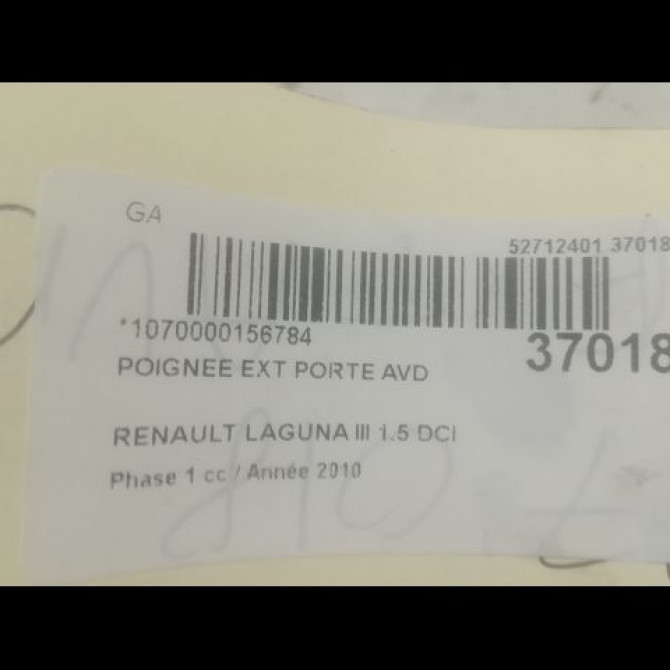 GA
52712401 37018
*1070000156784
37018
POIGNEE EXT PORTE AVD
RENAULT LAGUNA III 1.5 DCI
Phase 1 cc / Année 2010